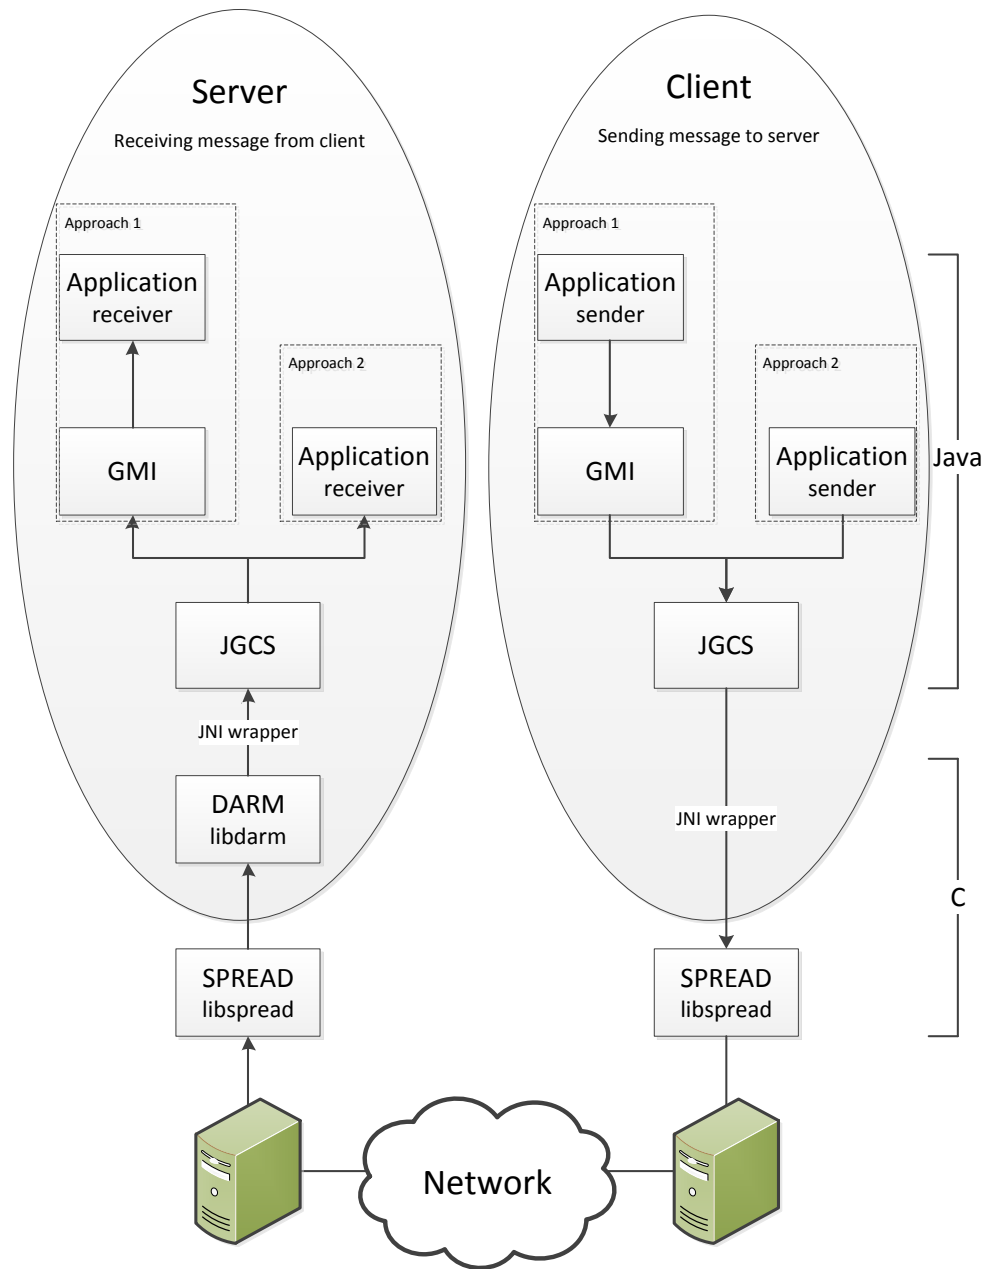 Server
Receiving message from client
Approach 1
Application
receiver
Approach 2
GMI
Application
receiver
JGCS
JNI wrapper
DARM
libdarm
SPREAD
libspread
Client
Sending message to server
Approach 1
Application
sender
Approach 2
GMI
Application
sender
JGCS
JNI wrapper
SPREAD
libspread
Java
C
Network